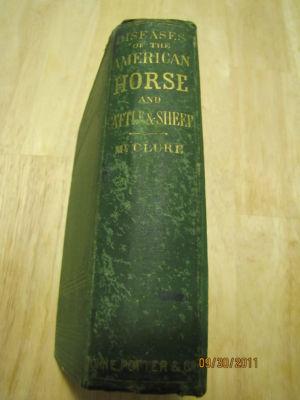 DISEASES
OF THE
AMERICAN
HORSE
AND
CATTLE & SHEEP
McCLURE
POTTER & CO
09/30/2011